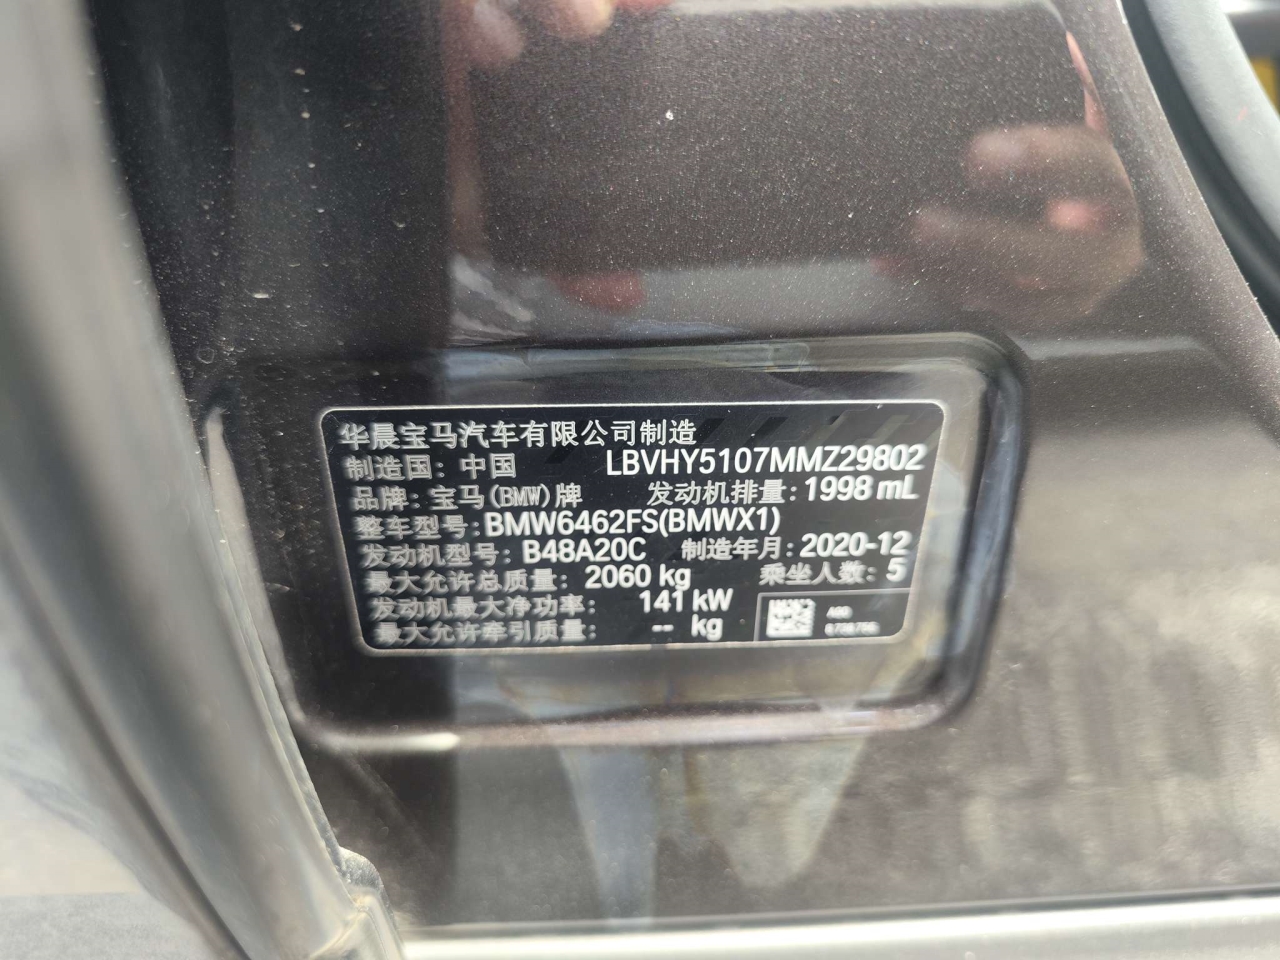 华晨宝马汽车有限公司制造
制造国: 中国 LBVHY5107MMZ29802
品牌: 宝马(BMW)牌 发动机排量: 1998 mL
整车型号: BMW6462FS(BMWX1)
发动机型号: B48A20C 制造年月: 2020-12
最大允许总质量: 2060 kg 乘坐人数: 5
发动机最大净功率: 141 kW
最大允许牵引质量: -- kg